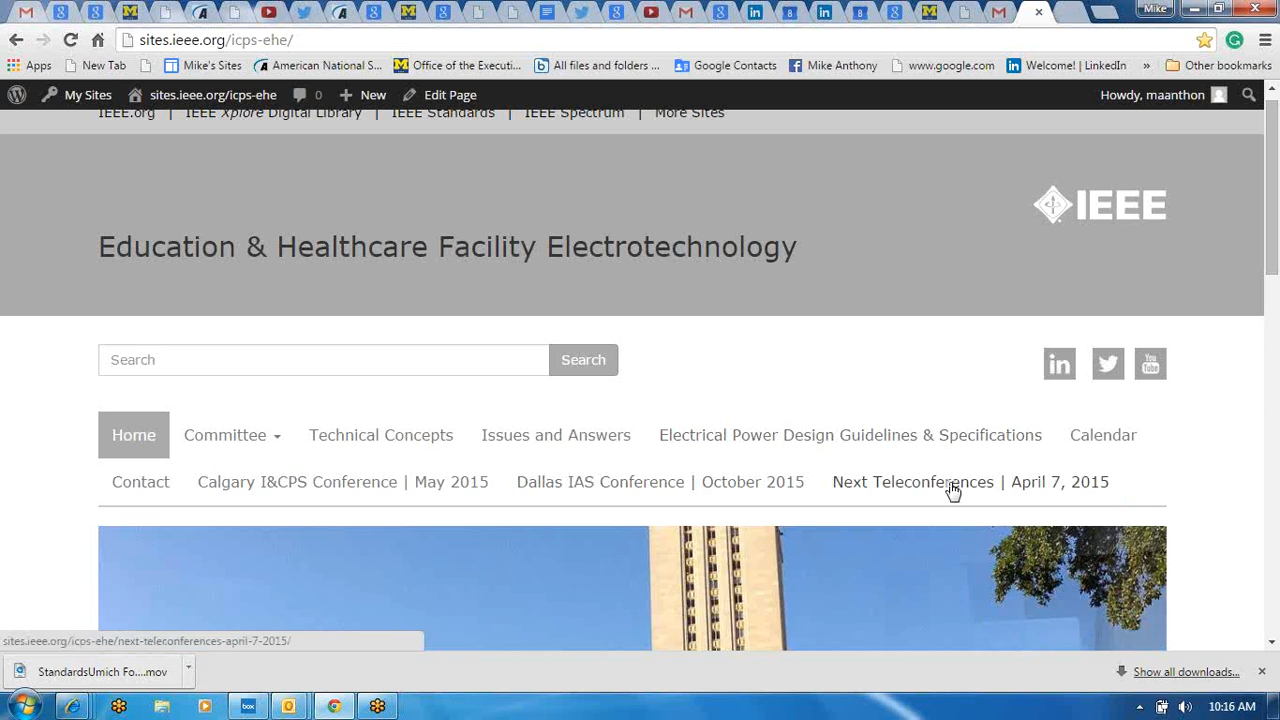 Mike
sites.ieee.org/icps-ehe/
Apps New Tab Mike's Sites American National S... Office of the Executi... All files and folders ... Google Contacts Mike Anthony www.google.com Welcome! | LinkedIn » Other bookmarks
My Sites sites.ieee.org/icps-ehe 0 New Edit Page Howdy, maanthon
IEEE.org | IEEE Xplore Digital Library | IEEE Standards | IEEE Spectrum | More Sites
IEEE
Education & Healthcare Facility Electrotechnology
Search Search
in You Tube
Home Committee Technical Concepts Issues and Answers Electrical Power Design Guidelines & Specifications Calendar
Contact Calgary I&CPS Conference | May 2015 Dallas IAS Conference | October 2015 Next Teleconferences | April 7, 2015
sites.ieee.org/icps-ehe/next-teleconferences-april-7-2015/
StandardsUmich Fo....mov Show all downloads...
box 10:16 AM